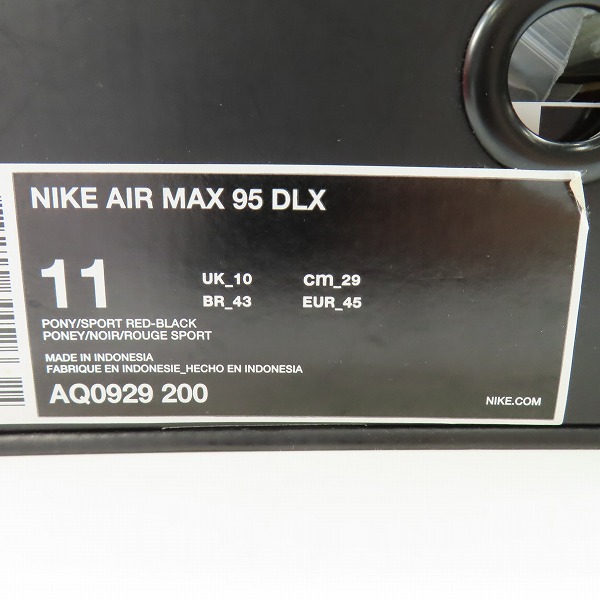 NIKE AIR MAX 95 DLX
11 UK_10 cm_29
BR_43 EUR_45
PONY/SPORT RED-BLACK
PONEY/NOIR/ROUGE SPORT
MADE IN INDONESIA
FABRIQUE EN INDONESIE_HECHO EN INDONESIA
AQ0929 200 NIKE.COM